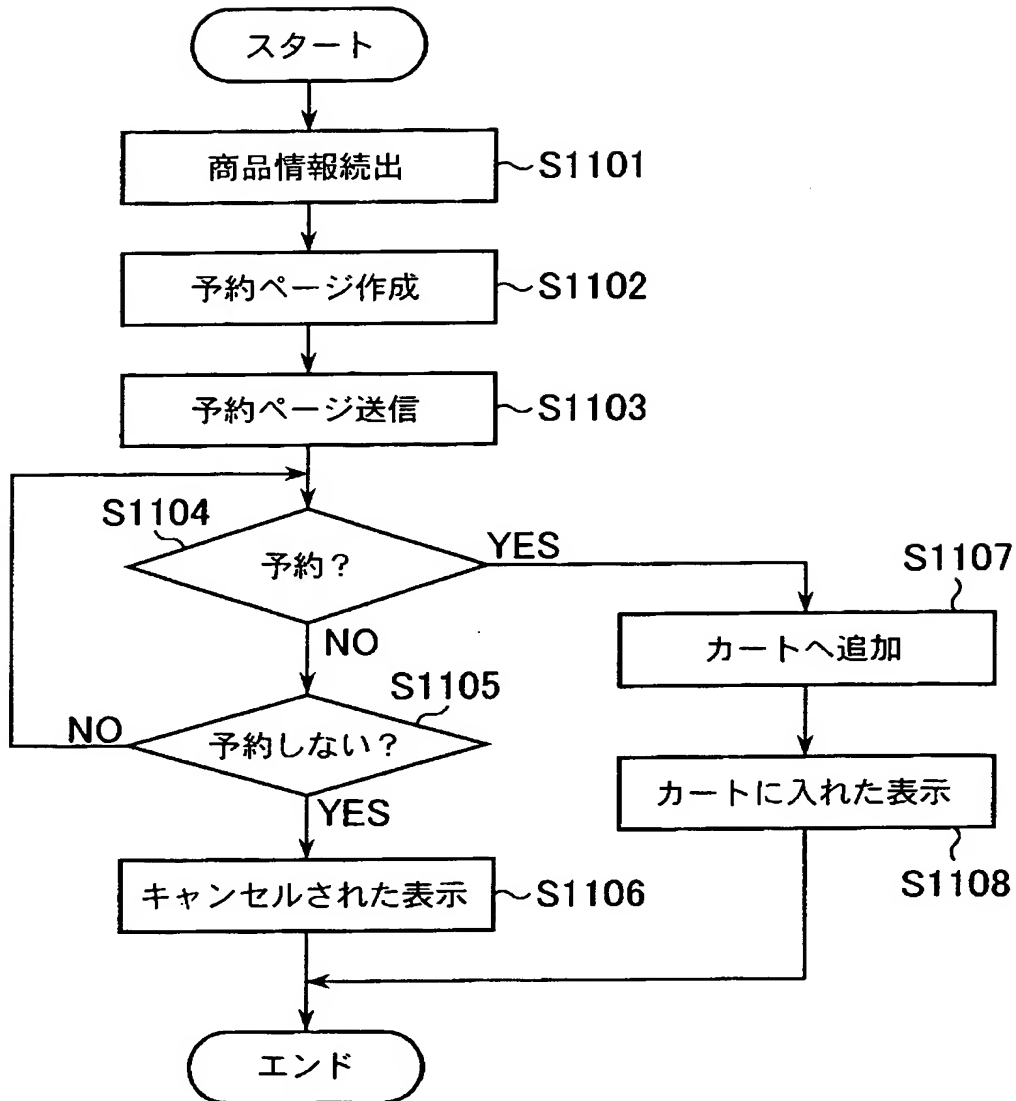 スタート
商品情報続出
S1101
予約ページ作成
S1102
予約ページ送信
S1103
S1104
予約？
YES
NO
S1105
予約しない？
NO
YES
キャンセルされた表示
S1106
S1107
カートへ追加
カートに入れた表示
S1108
エンド